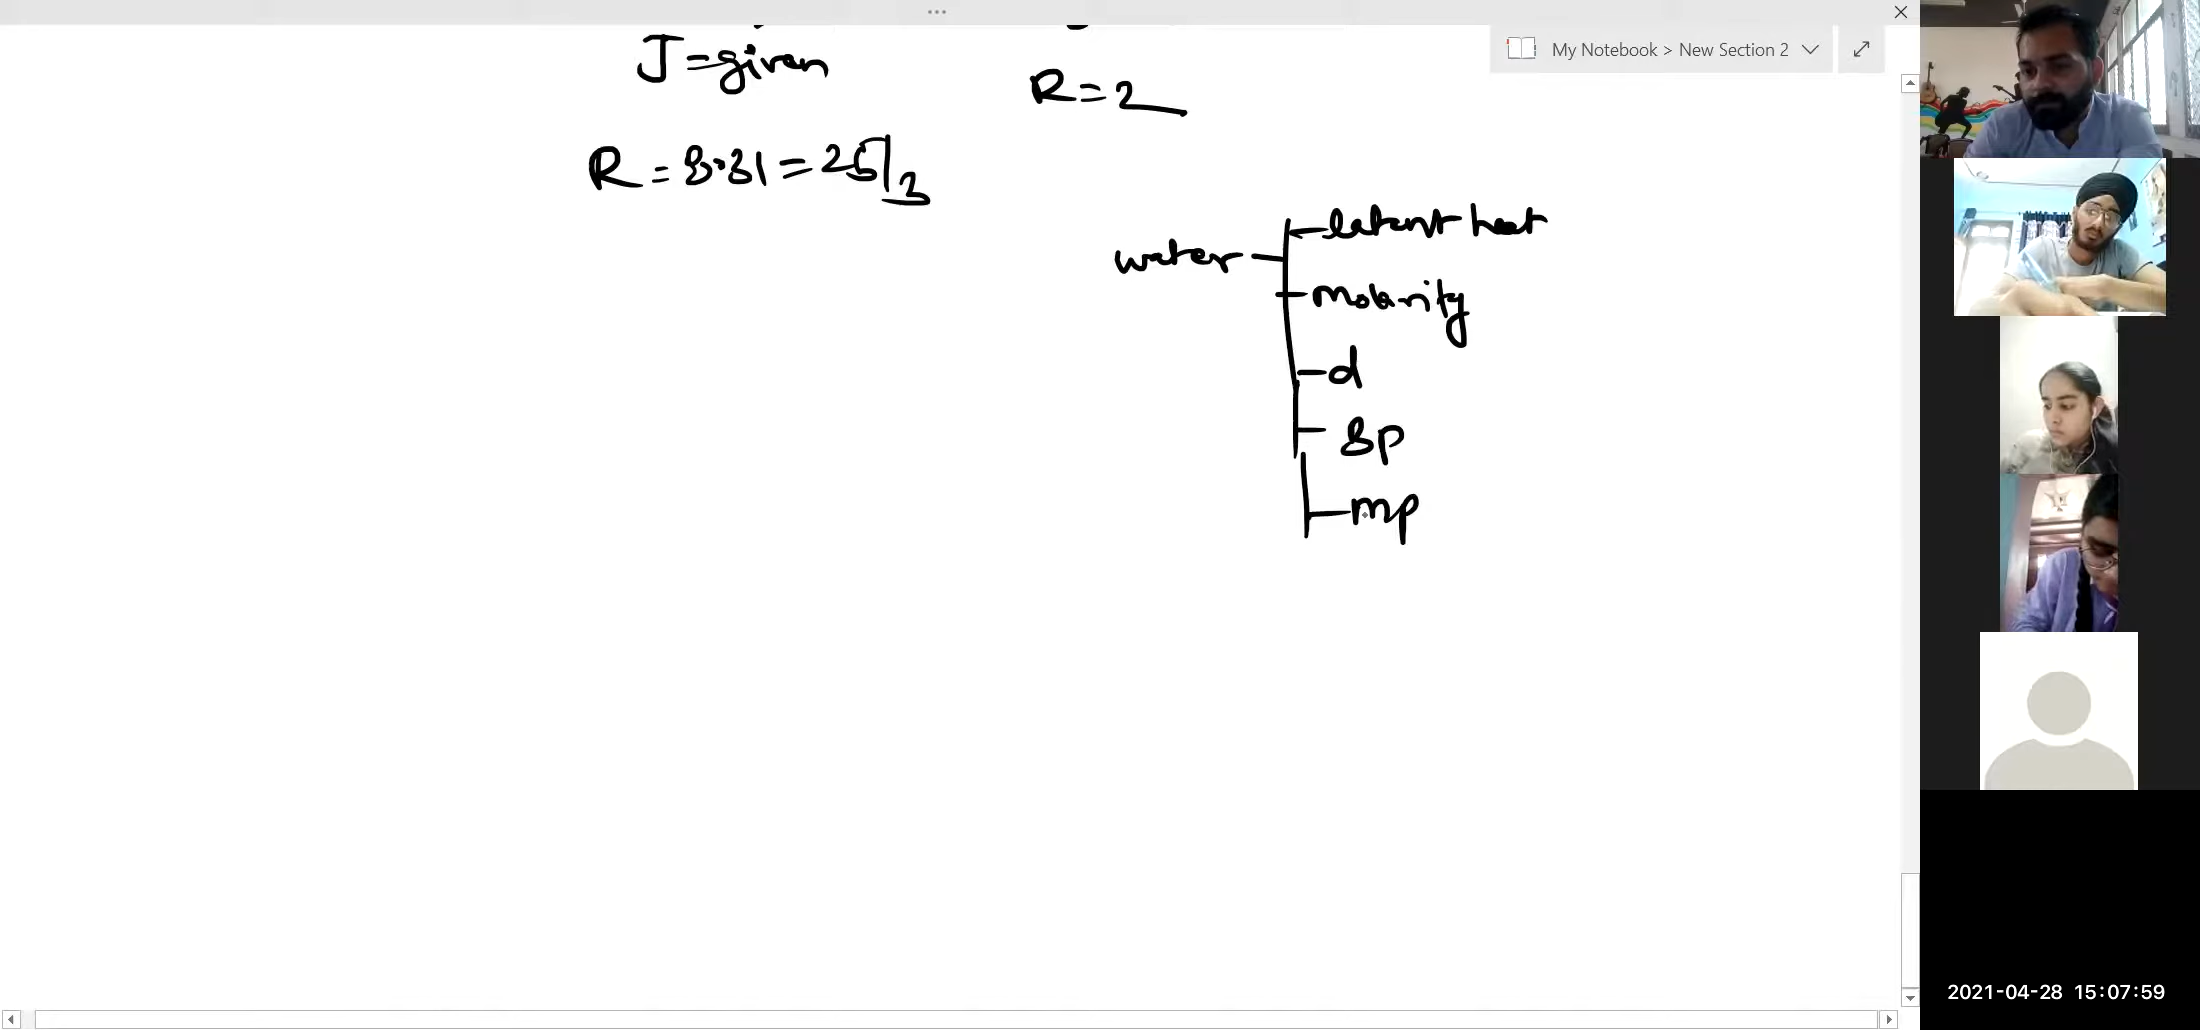 My Notebook > New Section 2
J = given
R = 2
R = 8.31 = 25/3
water
latent heat
molarity
d
Bp
mp
2021-04-28 15:07:59